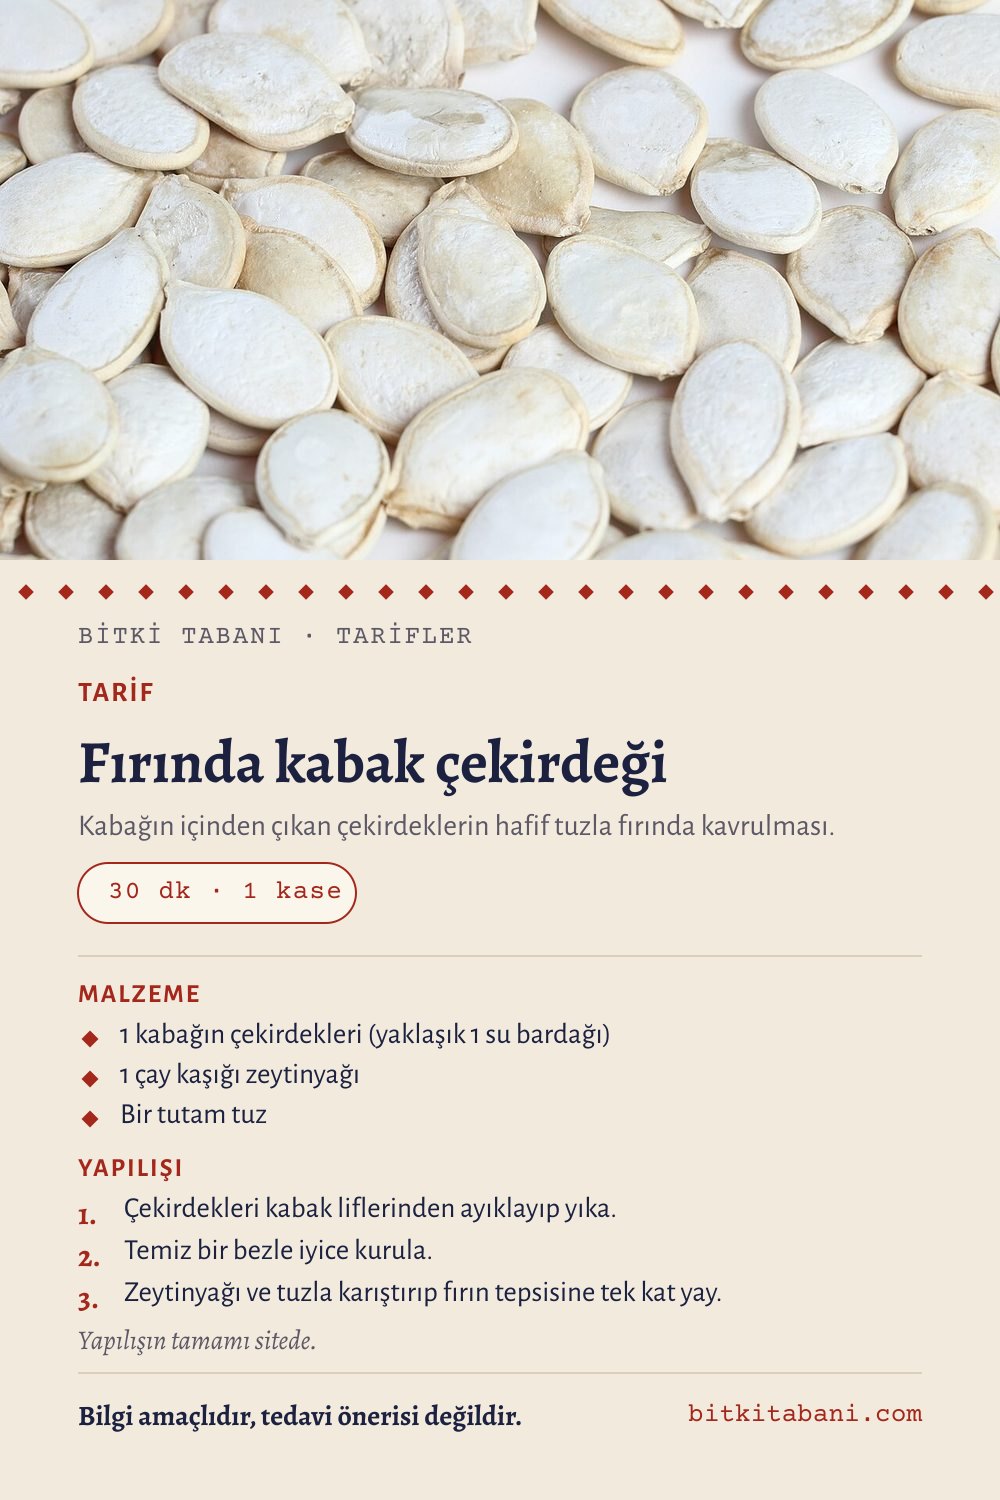 BİTKİ TABANI · TARİFLER
TARİF
Fırında kabak çekirdeği
Kabağın içinden çıkan çekirdeklerin hafif tuzla fırında kavrulması.
30 dk · 1 kase
MALZEME
◆ 1 kabağın çekirdekleri (yaklaşık 1 su bardağı)
◆ 1 çay kaşığı zeytinyağı
◆ Bir tutam tuz
YAPILIŞI
1. Çekirdekleri kabak liflerinden ayıklayıp yıka.
2. Temiz bir bezle iyice kurula.
3. Zeytinyağı ve tuzla karıştırıp fırın tepsisine tek kat yay.
Yapılışın tamamı sitede.
Bilgi amaçlıdır, tedavi önerisi değildir.
bitkitabani.com